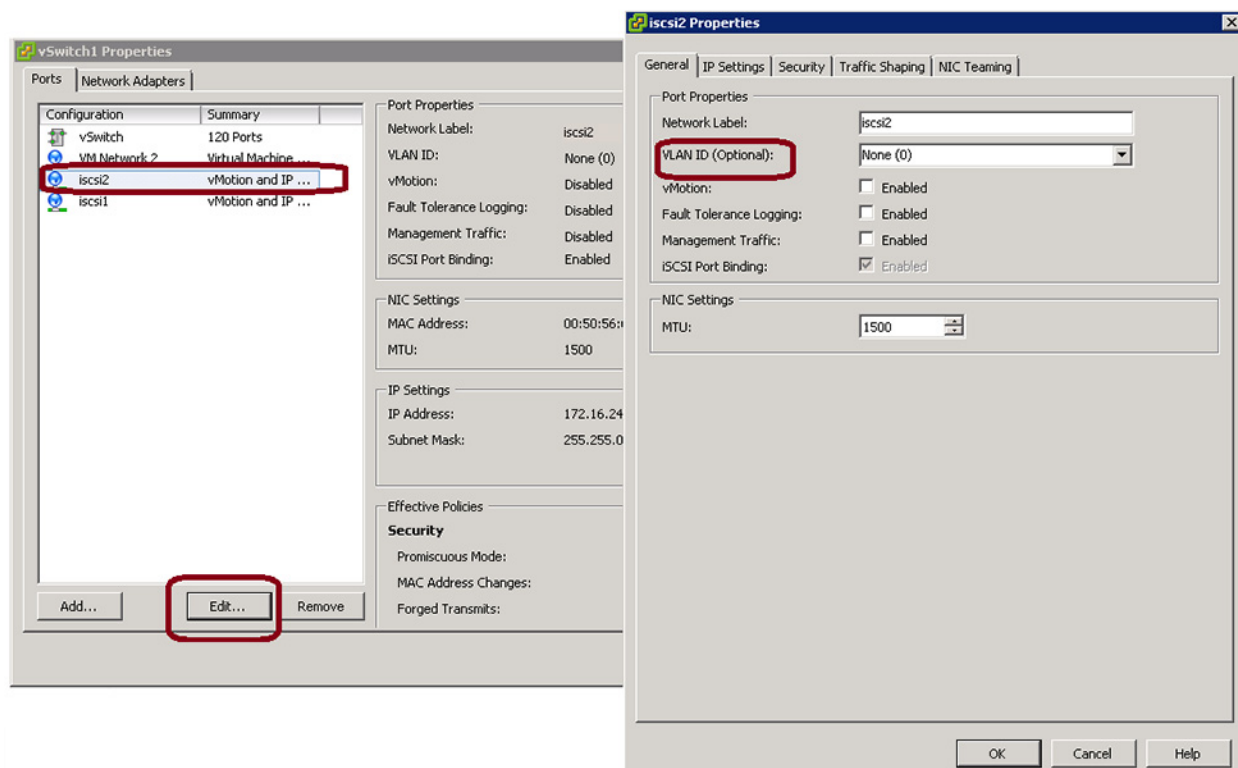 vSwitch1 Properties
Ports
Network Adapters
Configuration
Summary
vSwitch
120 Ports
VM Network 2
Virtual Machine ...
iscsi2
vMotion and IP ...
iscsi1
vMotion and IP ...
Add...
Edit...
Remove
Port Properties
Network Label:
iscsi2
VLAN ID:
None (0)
vMotion:
Disabled
Fault Tolerance Logging:
Disabled
Management Traffic:
Disabled
iSCSI Port Binding:
Enabled
NIC Settings
MAC Address:
00:50:56:
MTU:
1500
IP Settings
IP Address:
172.16.24
Subnet Mask:
255.255.0
Effective Policies
Security
Promiscuous Mode:
MAC Address Changes:
Forged Transmits:
iscsi2 Properties
General
IP Settings
Security
Traffic Shaping
NIC Teaming
Port Properties
Network Label:
iscsi2
VLAN ID (Optional):
None (0)
vMotion:
Enabled
Fault Tolerance Logging:
Enabled
Management Traffic:
Enabled
iSCSI Port Binding:
Enabled
NIC Settings
MTU:
1500
OK
Cancel
Help